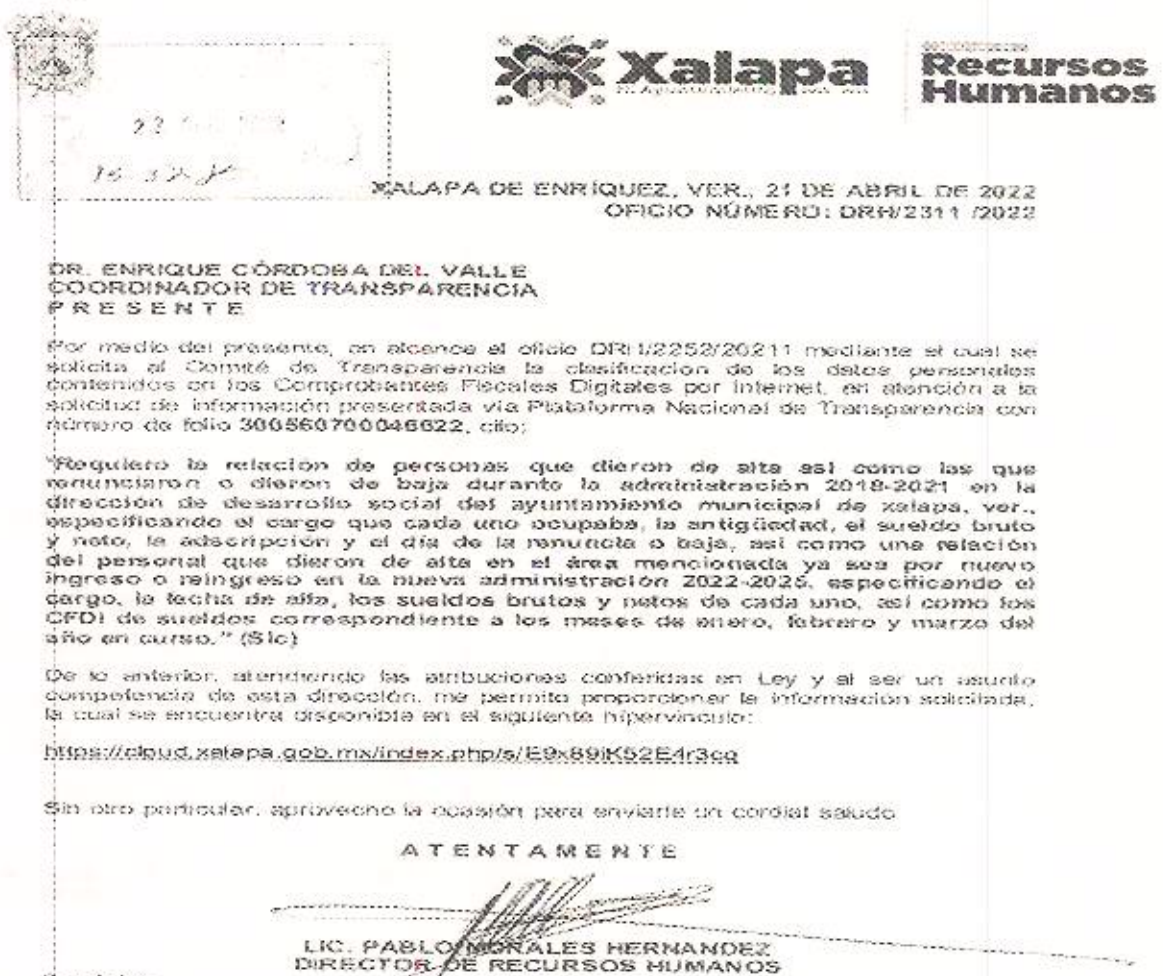 Xalapa
Recursos
Humanos
XALAPA DE ENRÍQUEZ, VER., 21 DE ABRIL DE 2022
OFICIO NÚMERO: DRH/2311 /2022
DR. ENRIQUE CÓRDOBA DEL VALLE
COORDINADOR DE TRANSPARENCIA
P R E S E N T E
Por medio del presente, en alcance al oficio DRH/2252/20211 mediante el cual se
solicita al Comité de Transparencia la clasificación de los datos personales
contenidos en los Comprobantes Fiscales Digitales por Internet, en atención a la
solicitud de información presentada vía Plataforma Nacional de Transparencia con
número de folio 300560700046622, cito:
"Requiero la relación de personas que dieron de alta así como las que
renunciaron o dieron de baja durante la administración 2018-2021 en la
dirección de desarrollo social del ayuntamiento municipal de xalapa, ver.,
especificando el cargo que cada uno ocupaba, la antigüedad, el sueldo bruto
y neto, la adscripción y el día de la renuncia o baja, así como una relación
del personal que dieron de alta en el área mencionada ya sea por nuevo
ingreso o reingreso en la nueva administración 2022-2025, especificando el
cargo, la fecha de alta, los sueldos brutos y netos de cada uno, así como los
CFDI de sueldos correspondiente a los meses de enero, febrero y marzo del
año en curso." (Sic)
De lo anterior, atendiendo las atribuciones conferidas en Ley y al ser un asunto
competencia de esta dirección, me permito proporcionar la información solicitada,
la cual se encuentra disponible en el siguiente hipervínculo:
https://cloud.xalapa.gob.mx/index.php/s/E9x89iK52E4r3cq
Sin otro particular, aprovecho la ocasión para enviarle un cordial saludo
A T E N T A M E N T E
LIC. PABLO MORALES HERNANDEZ
DIRECTOR DE RECURSOS HUMANOS